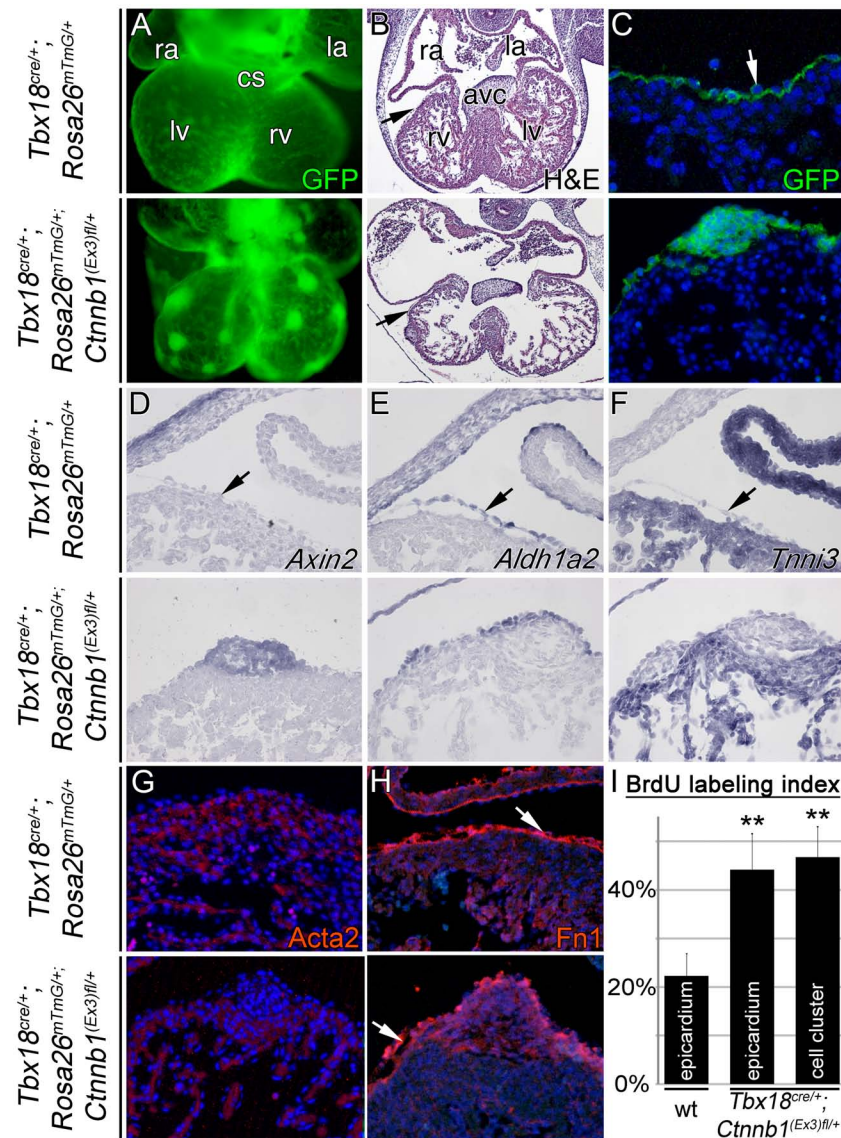 Tbx18cre/+;
Rosa26mTmG/+
A
ra
la
cs
lv
rv
GFP
B
ra
la
avc
rv
lv
H&E
C
GFP
Tbx18cre/+;
Rosa26mTmG/+;
Ctnnb1(Ex3)fl/+
Tbx18cre/+;
Rosa26mTmG/+
D
Axin2
E
Aldh1a2
F
Tnni3
Tbx18cre/+;
Rosa26mTmG/+;
Ctnnb1(Ex3)fl/+
Tbx18cre/+;
Rosa26mTmG/+
G
Acta2
H
Fn1
Tbx18cre/+;
Rosa26mTmG/+;
Ctnnb1(Ex3)fl/+
I BrdU labeling index
** **
40%
20%
0%
epicardium
epicardium
cell cluster
wt
Tbx18cre/+;
Ctnnb1(Ex3)fl/+